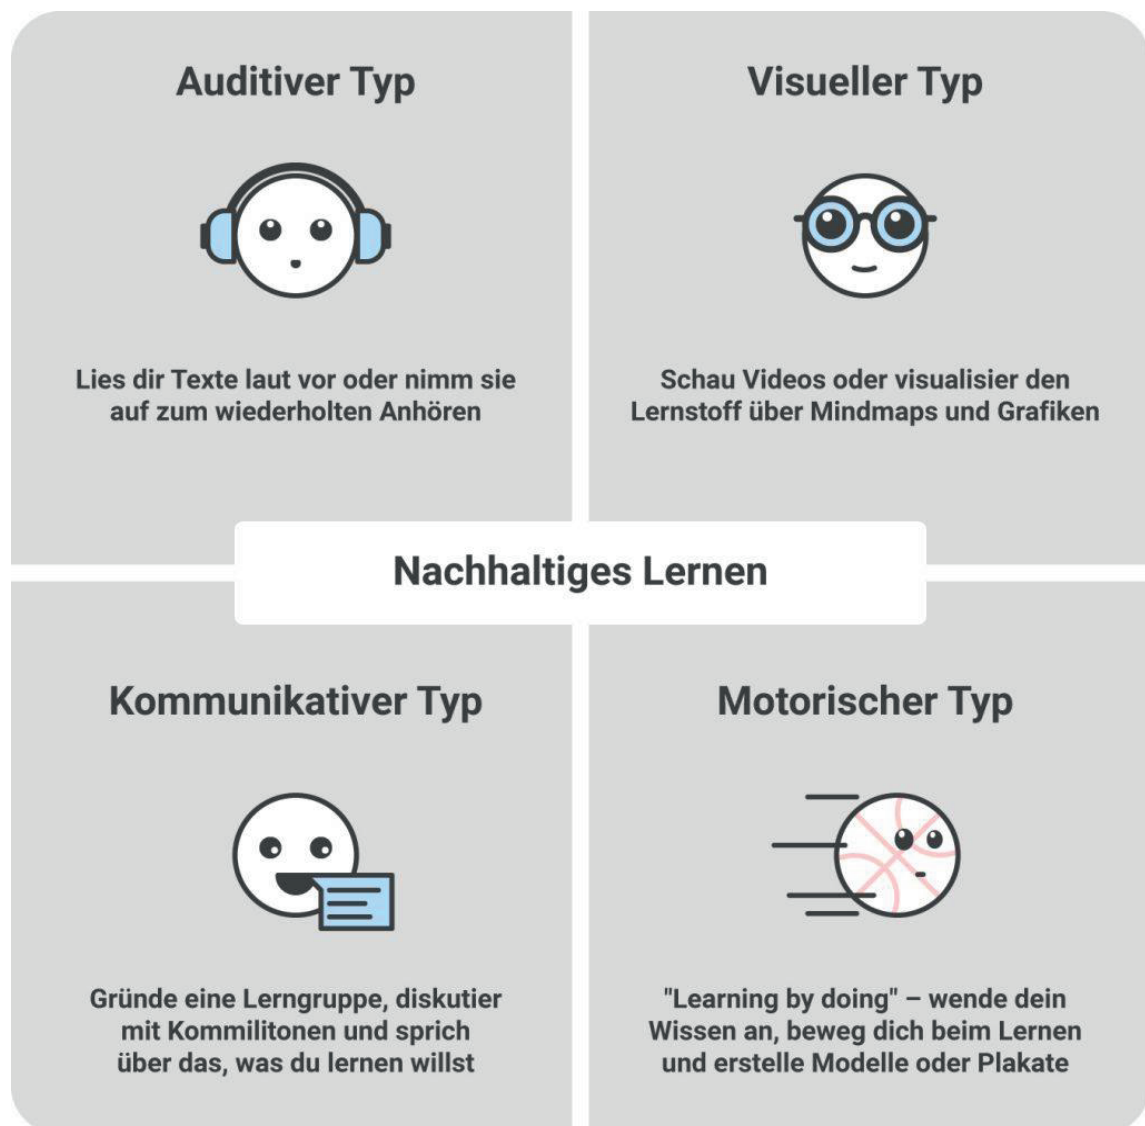 Auditiver Typ
Lies dir Texte laut vor oder nimm sie
auf zum wiederholten Anhören
Visueller Typ
Schau Videos oder visualisier den
Lernstoff über Mindmaps und Grafiken
Nachhaltiges Lernen
Kommunikativer Typ
Gründe eine Lerngruppe, diskutier
mit Kommilitonen und sprich
über das, was du lernen willst
Motorischer Typ
"Learning by doing" – wende dein
Wissen an, beweg dich beim Lernen
und erstelle Modelle oder Plakate